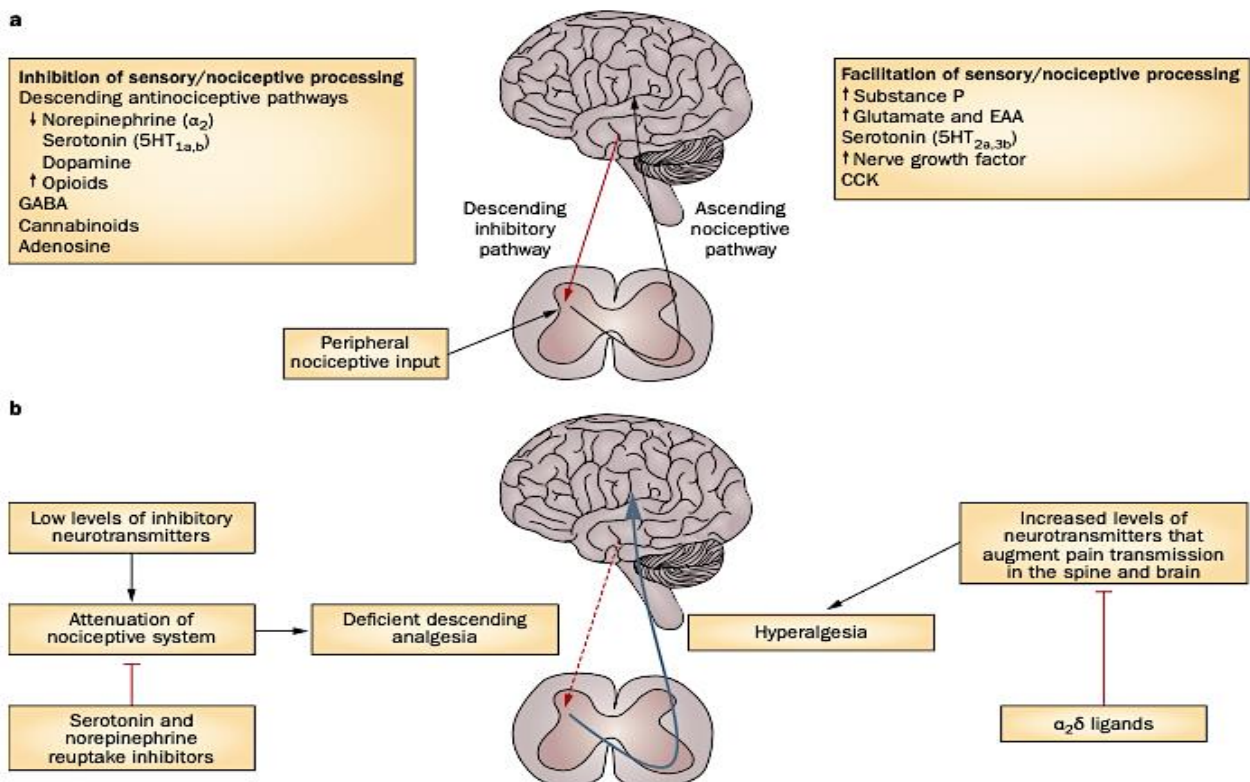 a
Inhibition of sensory/nociceptive processing
Descending antinociceptive pathways
↓ Norepinephrine (α₂)
Serotonin (5HT₁ₐ,b)
Dopamine
↑ Opioids
GABA
Cannabinoids
Adenosine
Facilitation of sensory/nociceptive processing
↑ Substance P
↑ Glutamate and EAA
Serotonin (5HT₂ₐ,₃b)
↑ Nerve growth factor
CCK
Descending
inhibitory
pathway
Ascending
nociceptive
pathway
Peripheral
nociceptive input
b
Low levels of inhibitory
neurotransmitters
Attenuation of
nociceptive system
Deficient descending
analgesia
Serotonin and
norepinephrine
reuptake inhibitors
Increased levels of
neurotransmitters that
augment pain transmission
in the spine and brain
Hyperalgesia
α₂δ ligands